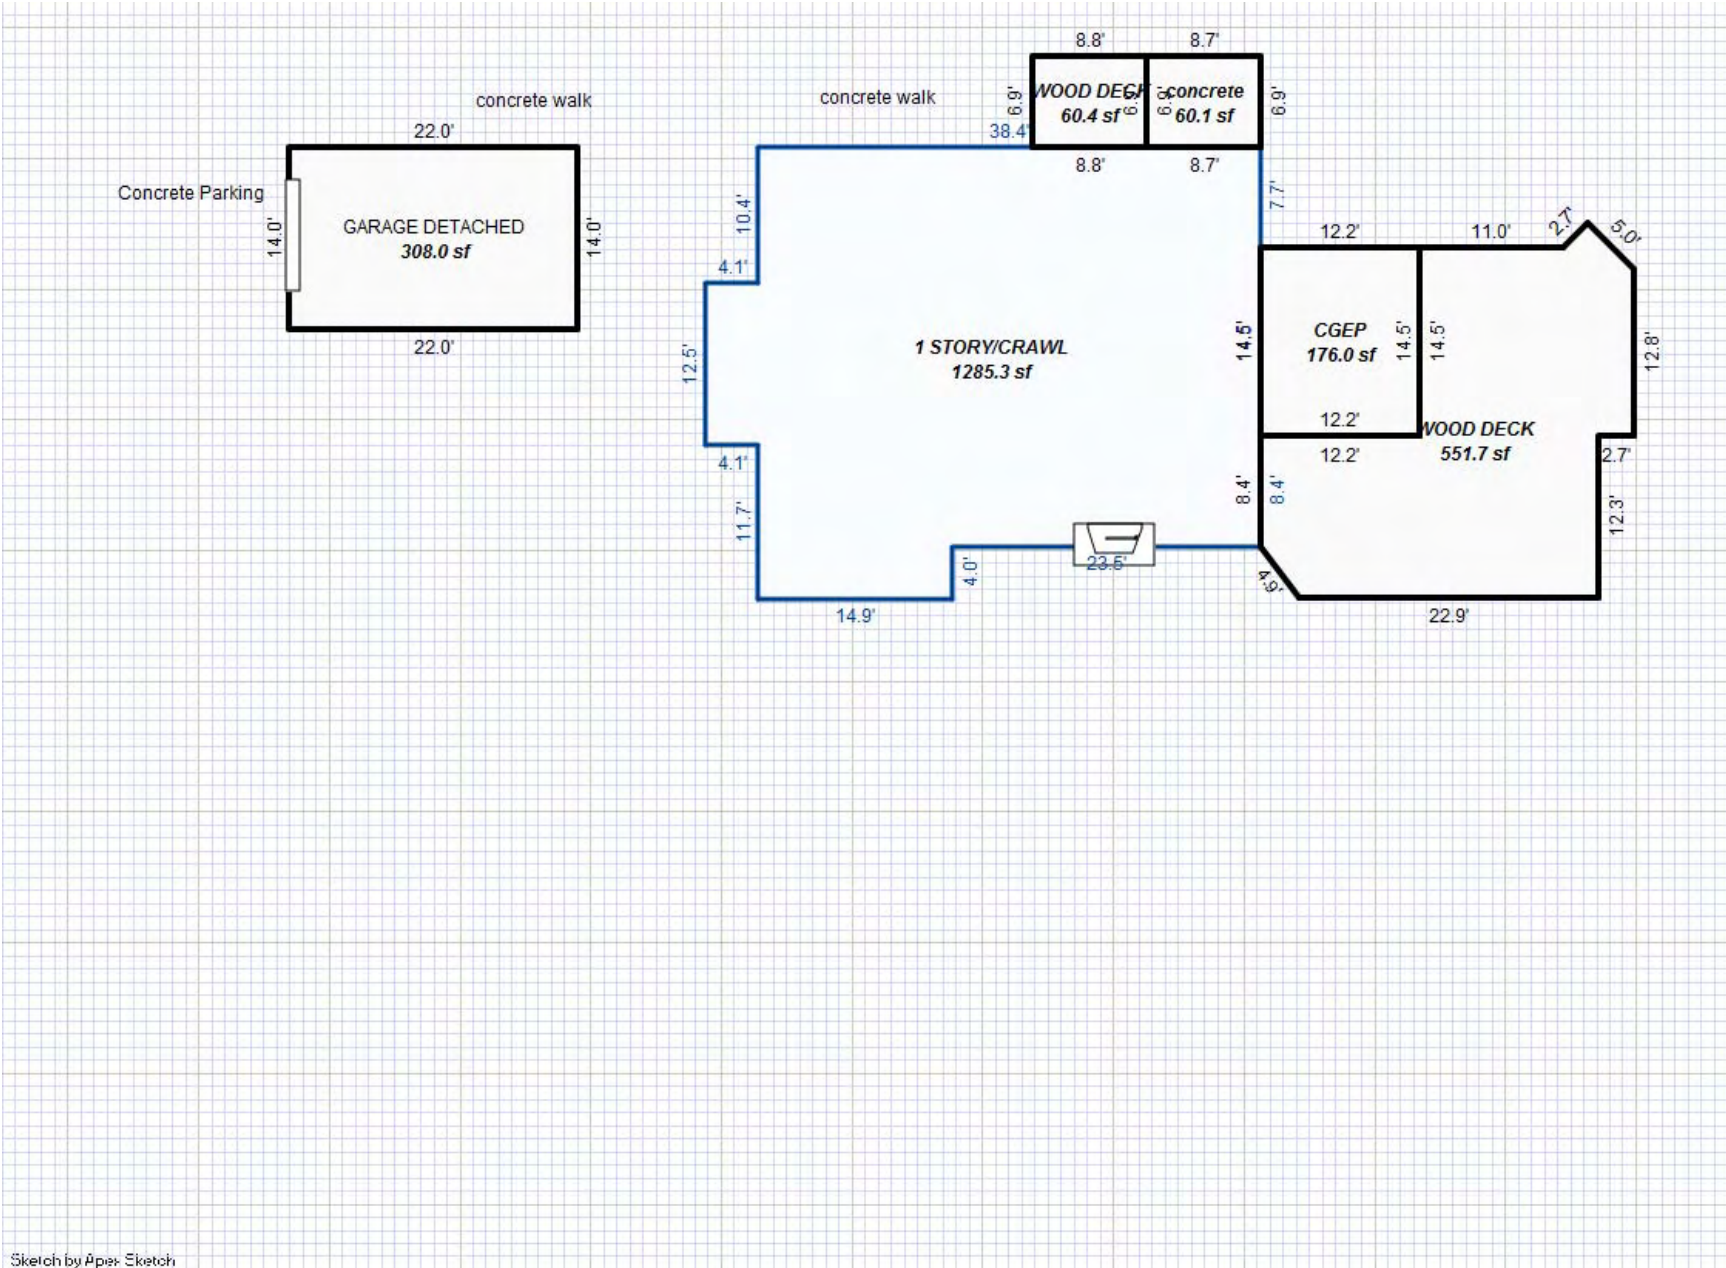 8.8'
8.7'
concrete walk
concrete walk
6.9'
WOOD DECK
60.4 sf
6.9'
6.9'
concrete
60.1 sf
6.9'
22.0'
38.4'
8.8'
8.7'
Concrete Parking
14.0'
GARAGE DETACHED
308.0 sf
14.0'
22.0'
10.4'
7.7'
4.1'
12.5'
4.1'
11.7'
1 STORY/CRAWL
1285.3 sf
12.2'
11.0'
2.7'
5.0'
14.5'
CGEP
176.0 sf
14.5'
14.5'
12.8'
12.2'
12.2'
WOOD DECK
551.7 sf
2.7'
8.4'
8.4'
12.3'
4.0'
23.5'
4.9'
14.9'
22.9'
Sketch by Apex Sketch